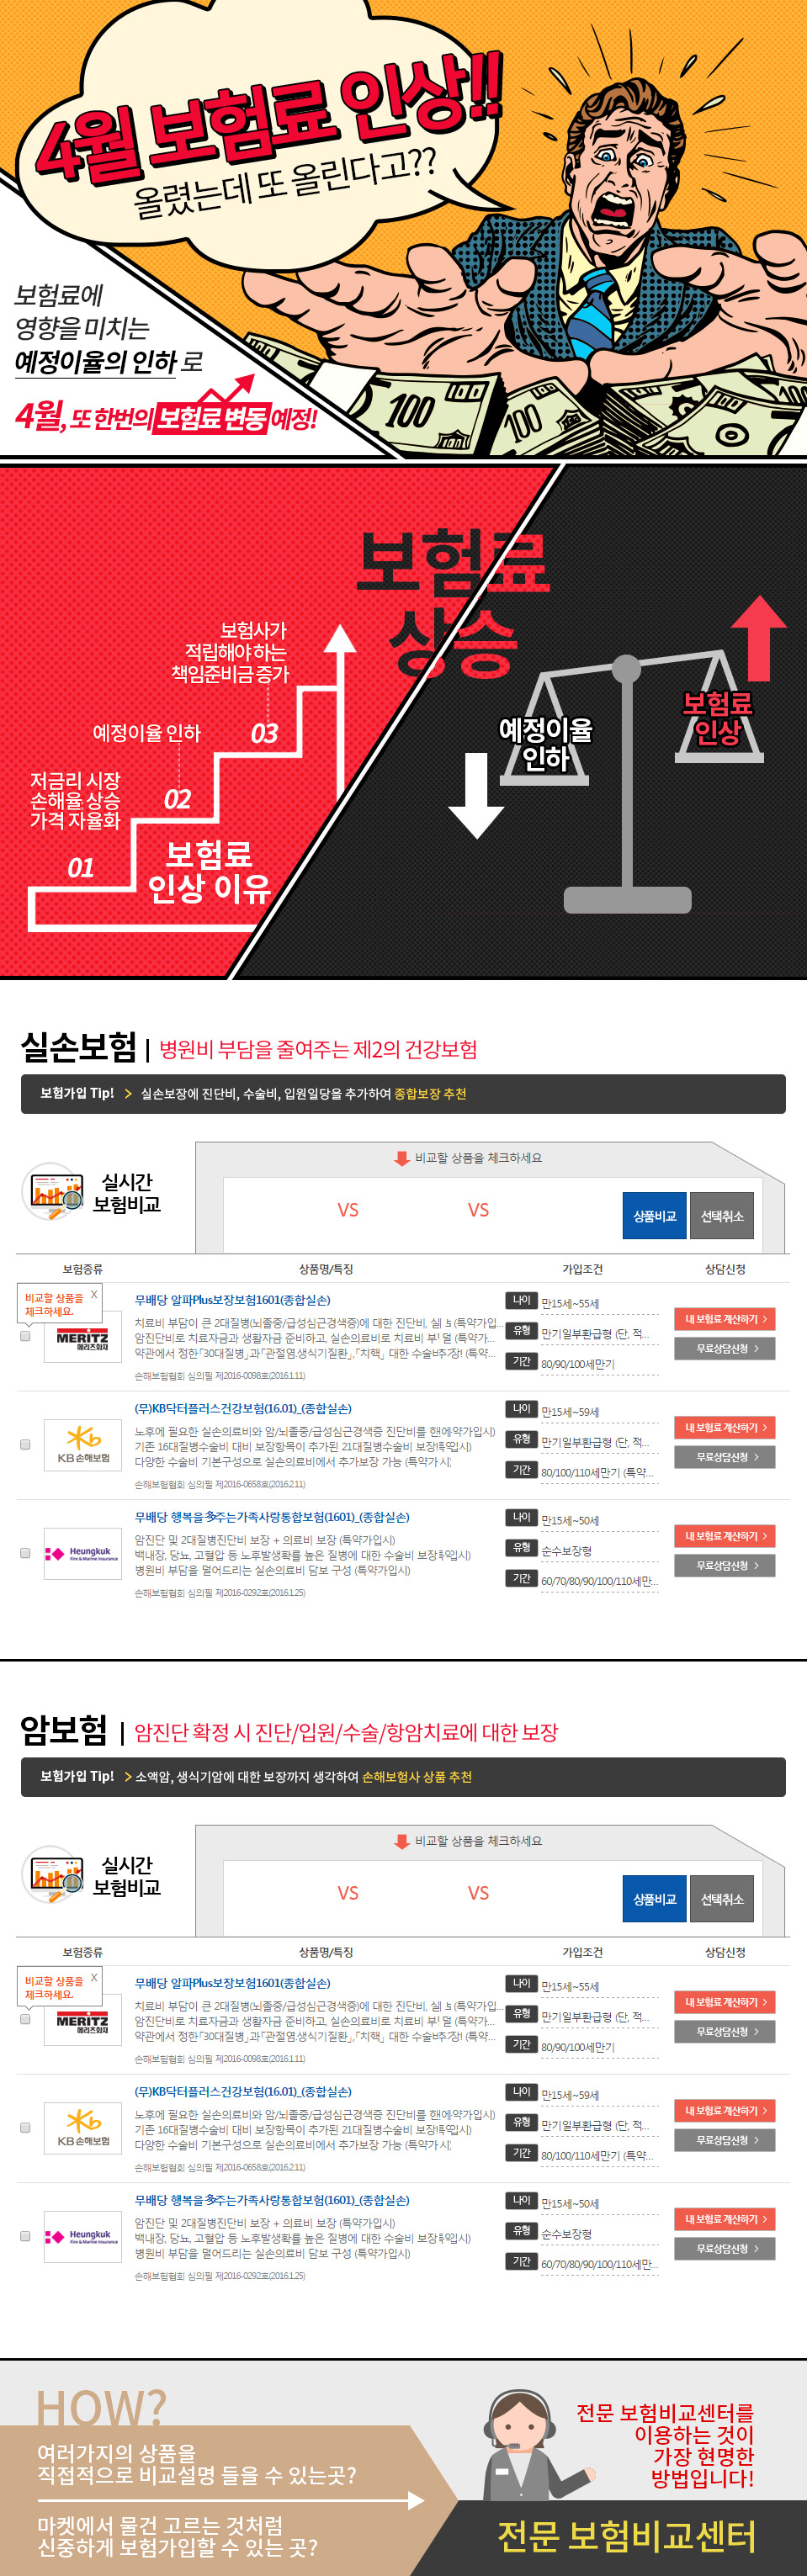 4월 보험료 인상!!
올렸는데 또 올린다고??
보험료에
영향을 미치는
예정이율의 인하 로
4월, 또 한번의 보험료 변동 예정!
보험료
상승
보험사가
적립해야 하는
책임준비금 증가
예정이율 인하
03
저금리 시장
손해율 상승
가격 자율화
02
01
보험료
인상 이유
예정이율
인하
보험료
인상
실손보험 | 병원비 부담을 줄여주는 제2의 건강보험
보험가입 Tip! > 실손보장에 진단비, 수술비, 입원일당을 추가하여 종합보장 추천
비교할 상품을 체크하세요
실시간
보험비교
VS VS 상품비교 선택취소
보험종류 상품명/특징 가입조건 상담신청
비교할 상품을 X
체크하세요.
MERITZ
메리츠화재
무배당 알파Plus보장보험1601(종합실손)
치료비 부담이 큰 2대질병(뇌졸중/급성심근경색증)에 대한 진단비, 실 (특약가입...
암진단비로 치료자금과 생활자금 준비하고, 실손의료비로 치료비 부 덜 (특약가...
약관에서 정한「30대질병」과「관절염,생식기질환」,「치핵」 대한 수술비 (특약...
손해보험협회 심의필 제2016-0098호(2016.1.11)
나이 만15세~55세
유형 만기일부환급형 (단, 적...
기간 80/90/100세만기
내 보험료 계산하기 >
무료상담신청 >
KB손해보험
(무)KB닥터플러스건강보험(16.01)_(종합실손)
노후에 필요한 실손의료비와 암/뇌졸중/급성심근경색증 진단비를 한 가입시)
기존 16대질병수술비 대비 보장항목이 추가된 21대질병수술비 보장 입시)
다양한 수술비 기본구성으로 실손의료비에서 추가보장 가능 (특약가 시
손해보험협회 심의필 제2016-0658호(2016.2.11)
나이 만15세~59세
유형 만기일부환급형 (단, 적...
기간 80/100/110세만기 (특약...
내 보험료 계산하기 >
무료상담신청 >
Heungkuk
Fire & Marine Insurance
무배당 행복을多주는가족사랑통합보험(1601)_(종합실손)
암진단 및 2대질병진단비 보장 + 의료비 보장 (특약가입시)
백내장, 당뇨, 고혈압 등 노후발생확률 높은 질병에 대한 수술비 보장 입시)
병원비 부담을 덜어드리는 실손의료비 담보 구성 (특약가입시)
손해보험협회 심의필 제2016-0292호(2016.1.25)
나이 만15세~50세
유형 순수보장형
기간 60/70/80/90/100/110세만...
내 보험료 계산하기 >
무료상담신청 >
암보험 | 암진단 확정 시 진단/입원/수술/항암치료에 대한 보장
보험가입 Tip! > 소액암, 생식기암에 대한 보장까지 생각하여 손해보험사 상품 추천
비교할 상품을 체크하세요
실시간
보험비교
VS VS 상품비교 선택취소
보험종류 상품명/특징 가입조건 상담신청
비교할 상품을 X
체크하세요.
MERITZ
메리츠화재
무배당 알파Plus보장보험1601(종합실손)
치료비 부담이 큰 2대질병(뇌졸중/급성심근경색증)에 대한 진단비, 실 (특약가입...
암진단비로 치료자금과 생활자금 준비하고, 실손의료비로 치료비 부 덜 (특약가...
약관에서 정한「30대질병」과「관절염,생식기질환」,「치핵」 대한 수술비 (특약...
손해보험협회 심의필 제2016-0098호(2016.1.11)
나이 만15세~55세
유형 만기일부환급형 (단, 적...
기간 80/90/100세만기
내 보험료 계산하기 >
무료상담신청 >
KB손해보험
(무)KB닥터플러스건강보험(16.01)_(종합실손)
노후에 필요한 실손의료비와 암/뇌졸중/급성심근경색증 진단비를 한 가입시)
기존 16대질병수술비 대비 보장항목이 추가된 21대질병수술비 보장 입시)
다양한 수술비 기본구성으로 실손의료비에서 추가보장 가능 (특약가 시
손해보험협회 심의필 제2016-0658호(2016.2.11)
나이 만15세~59세
유형 만기일부환급형 (단, 적...
기간 80/100/110세만기 (특약...
내 보험료 계산하기 >
무료상담신청 >
Heungkuk
Fire & Marine Insurance
무배당 행복을多주는가족사랑통합보험(1601)_(종합실손)
암진단 및 2대질병진단비 보장 + 의료비 보장 (특약가입시)
백내장, 당뇨, 고혈압 등 노후발생확률 높은 질병에 대한 수술비 보장 입시)
병원비 부담을 덜어드리는 실손의료비 담보 구성 (특약가입시)
손해보험협회 심의필 제2016-0292호(2016.1.25)
나이 만15세~50세
유형 순수보장형
기간 60/70/80/90/100/110세만...
내 보험료 계산하기 >
무료상담신청 >
HOW?
여러가지의 상품을
직접적으로 비교설명 들을 수 있는곳?
마켓에서 물건 고르는 것처럼
신중하게 보험가입할 수 있는 곳?
전문 보험비교센터를
이용하는 것이
가장 현명한
방법입니다!
전문 보험비교센터